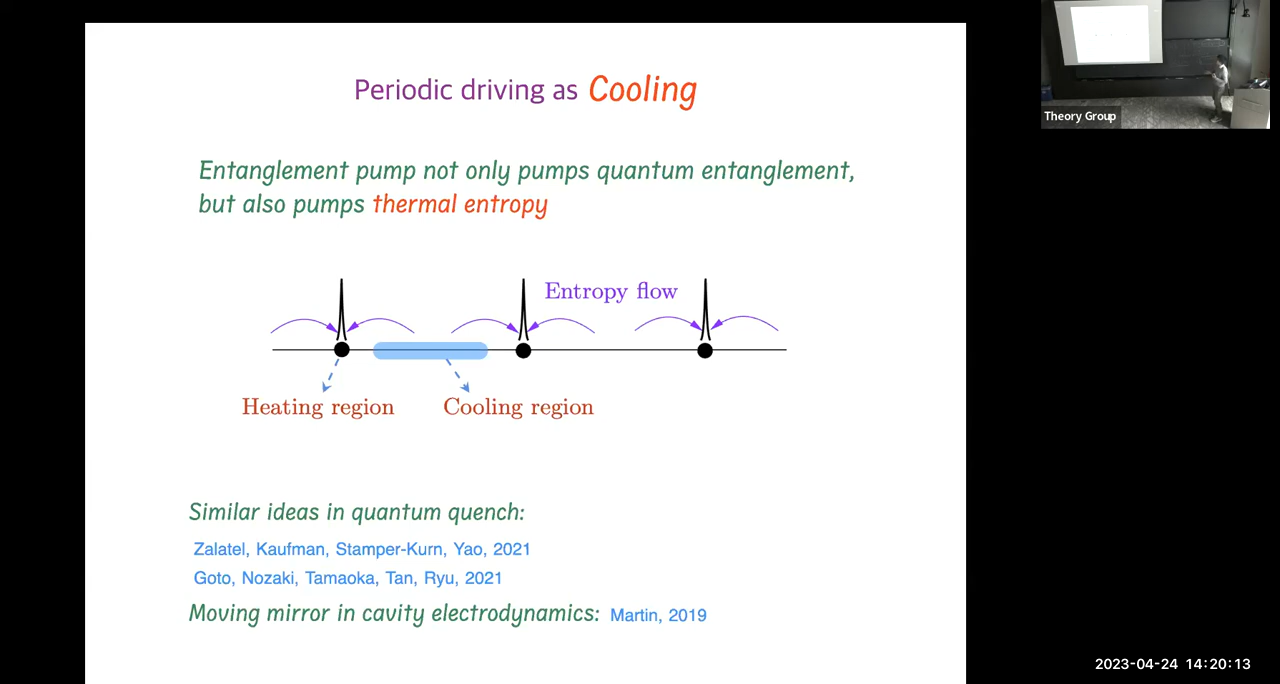 Periodic driving as Cooling
Entanglement pump not only pumps quantum entanglement,
but also pumps thermal entropy
Entropy flow
Heating region
Cooling region
Similar ideas in quantum quench:
Zalatel, Kaufman, Stamper-Kurn, Yao, 2021
Goto, Nozaki, Tamaoka, Tan, Ryu, 2021
Moving mirror in cavity electrodynamics: Martin, 2019
Theory Group
2023-04-24 14:20:13